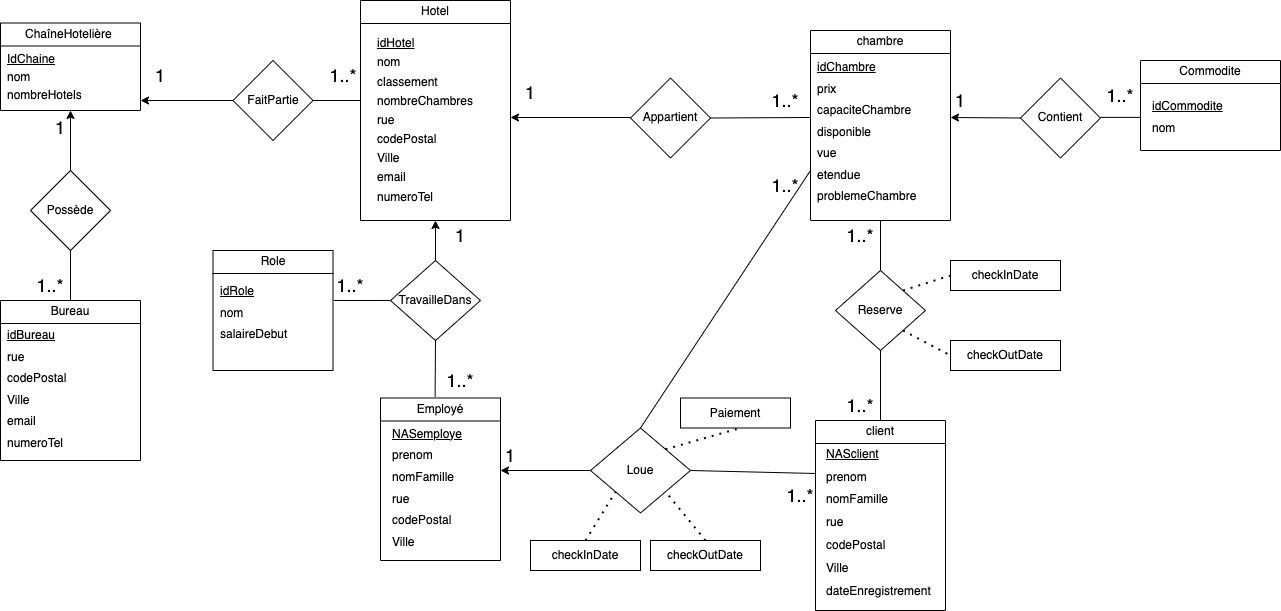 ChaîneHotelière
IdChaine
nom
nombreHotels
1
FaitPartie
1..*
Hotel
idHotel
nom
classement
nombreChambres
rue
codePostal
Ville
email
numeroTel
1
Appartient
1..*
chambre
idChambre
prix
capaciteChambre
disponible
vue
etendue
problemeChambre
1
Contient
1..*
Commodite
idCommodite
nom
1
Possède
1..*
Bureau
idBureau
rue
codePostal
Ville
email
numeroTel
Role
idRole
nom
salaireDebut
1..*
TravailleDans
1
1..*
Employé
NASemploye
prenom
nomFamille
rue
codePostal
Ville
1
Loue
1..*
1..*
Paiement
checkInDate
checkOutDate
1..*
Reserve
checkInDate
checkOutDate
1..*
client
NASclient
prenom
nomFamille
rue
codePostal
Ville
dateEnregistrement